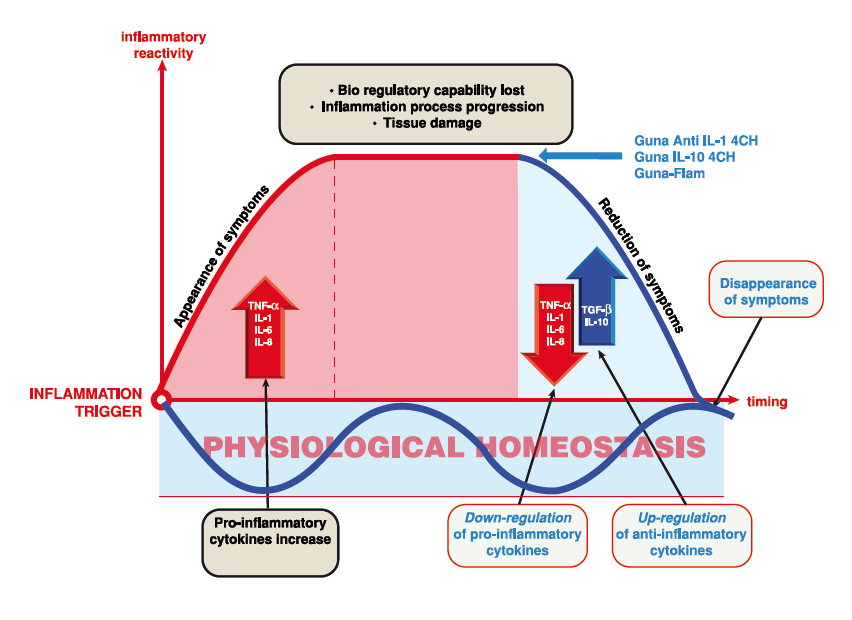 inflammatory
reactivity
• Bio regulatory capability lost
• Inflammation process progression
• Tissue damage
Guna Anti IL-1 4CH
Guna IL-10 4CH
Guna-Flam
Appearance of symptoms
Reduction of symptoms
TNF-α
IL-1
IL-6
IL-8
TNF-α
IL-1
IL-6
IL-8
TGF-β
IL-10
Disappearance
of symptoms
INFLAMMATION
TRIGGER
timing
PHYSIOLOGICAL HOMEOSTASIS
Pro-inflammatory
cytokines increase
Down-regulation
of pro-inflammatory
cytokines
Up-regulation
of anti-inflammatory
cytokines